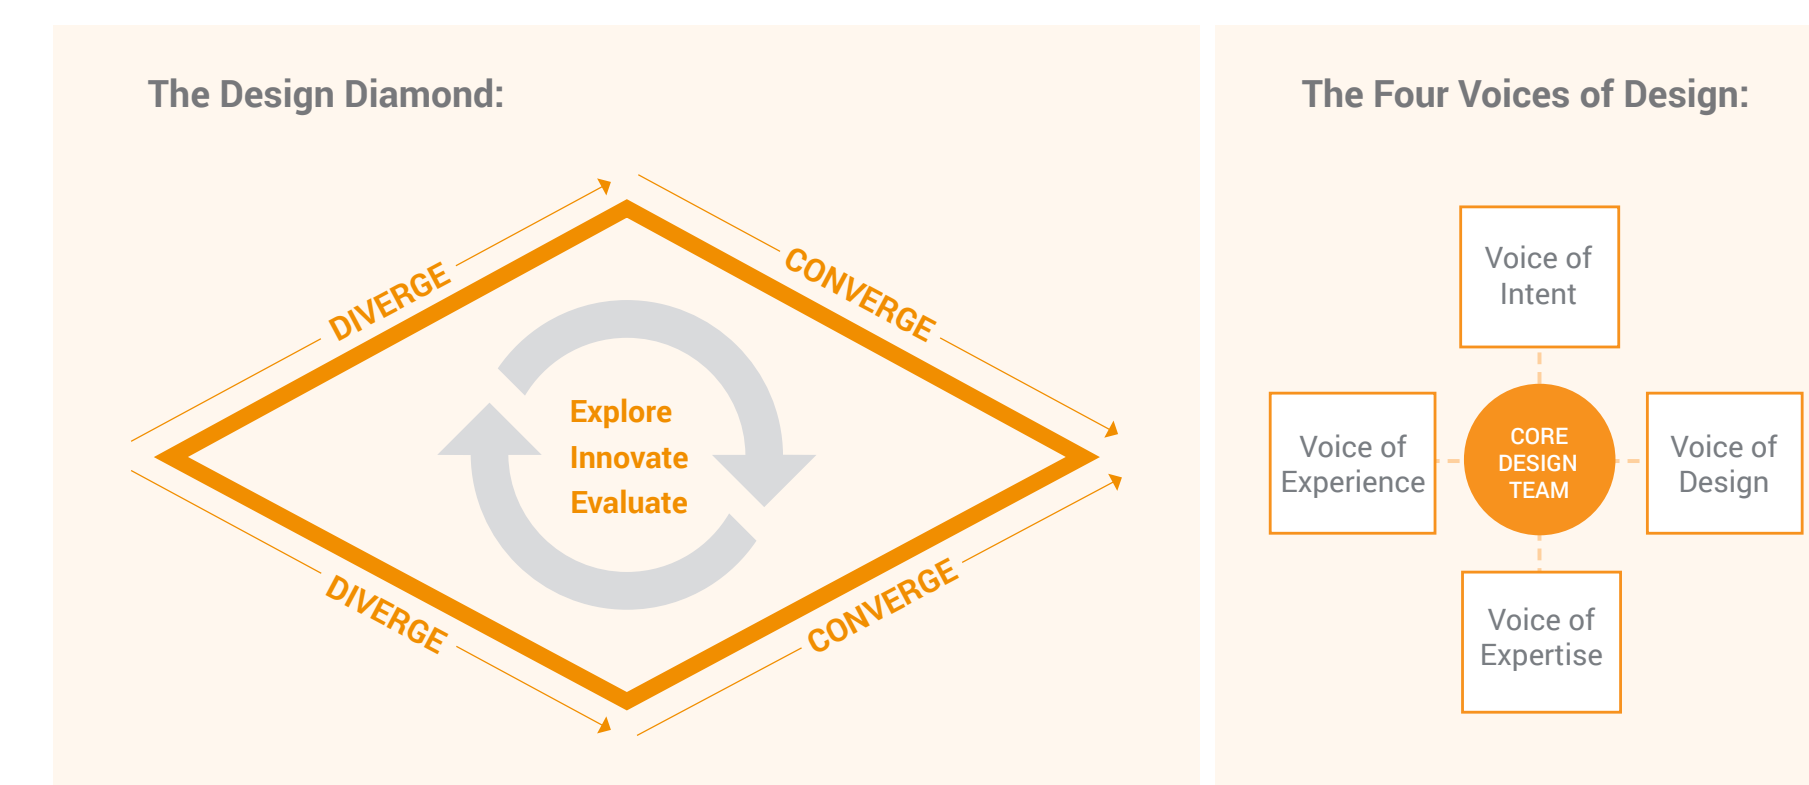 The Design Diamond:
DIVERGE
CONVERGE
Explore
Innovate
Evaluate
DIVERGE
CONVERGE
The Four Voices of Design:
Voice of
Intent
Voice of
Experience
CORE
DESIGN
TEAM
Voice of
Design
Voice of
Expertise